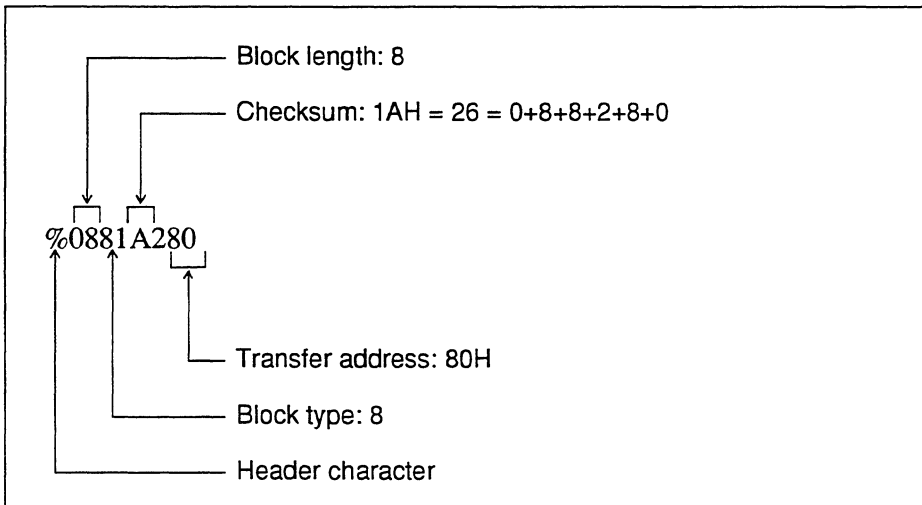 Block length: 8
Checksum: 1AH = 26 = 0+8+8+2+8+0
%0881A280
Transfer address: 80H
Block type: 8
Header character